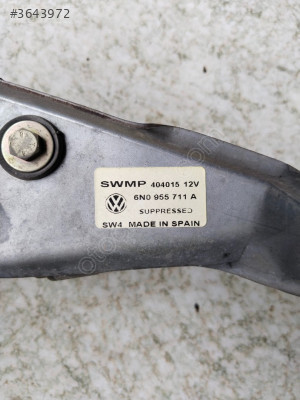 #3643972
SWMP 404015 12V
6N0 955 711 A
SUPPRESSED
SW4 MADE IN SPAIN